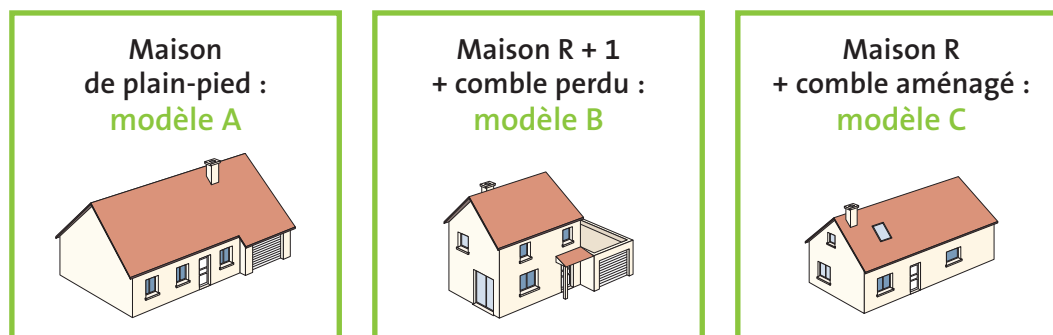 Maison
de plain-pied :
modèle A
Maison R + 1
+ comble perdu :
modèle B
Maison R
+ comble aménagé :
modèle C